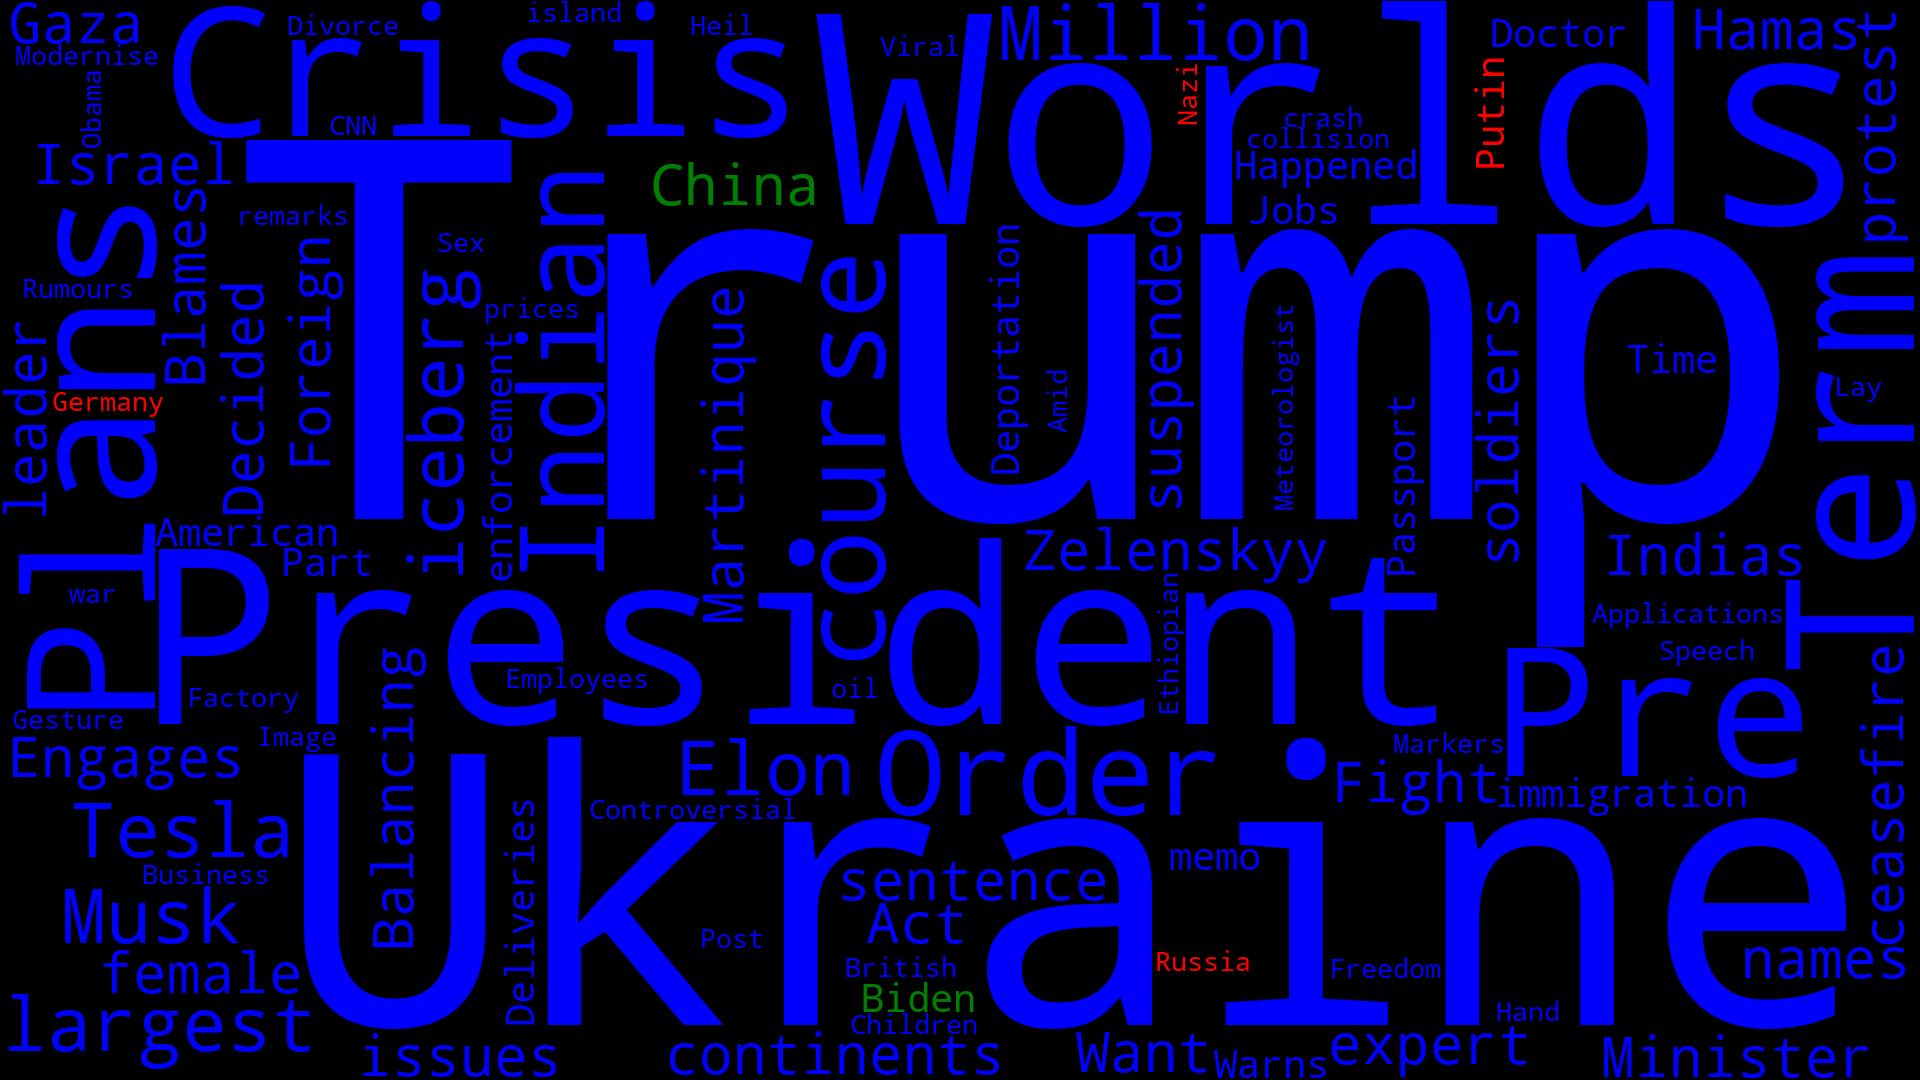 Gaza
Crisis
Divorce
island
Heil
Viral
Worlds
Million
Doctor
Hamas
Modernise
Obama
CNN
Nazi
Putin
crash
collision
Happened
protest
Israel
China
Jobs
Trump
remarks
Blames
Indian
Sex
Plans
Rumours
leader
Decided
Foreign
iceberg
prices
enforcement
Martinique
course
Deportation
Amid
suspended
Meteorologist
Passport
soldiers
Time
Term
Lay
Germany
American
Part
Zelenskyy
Indias
war
President
Ethiopian
Applications
Speech
Pre
Factory
Employees
oil
Gesture
Image
Engages
Balancing
Elon
Order
Markers
Fight
immigration
ceasefire
Tesla
Controversial
Deliveries
Ukraine
memo
Business
sentence
Musk
Act
Post
British
Russia
Freedom
names
female
Biden
Hand
largest
Children
issues
continents
Want
Warns
expert
Minister